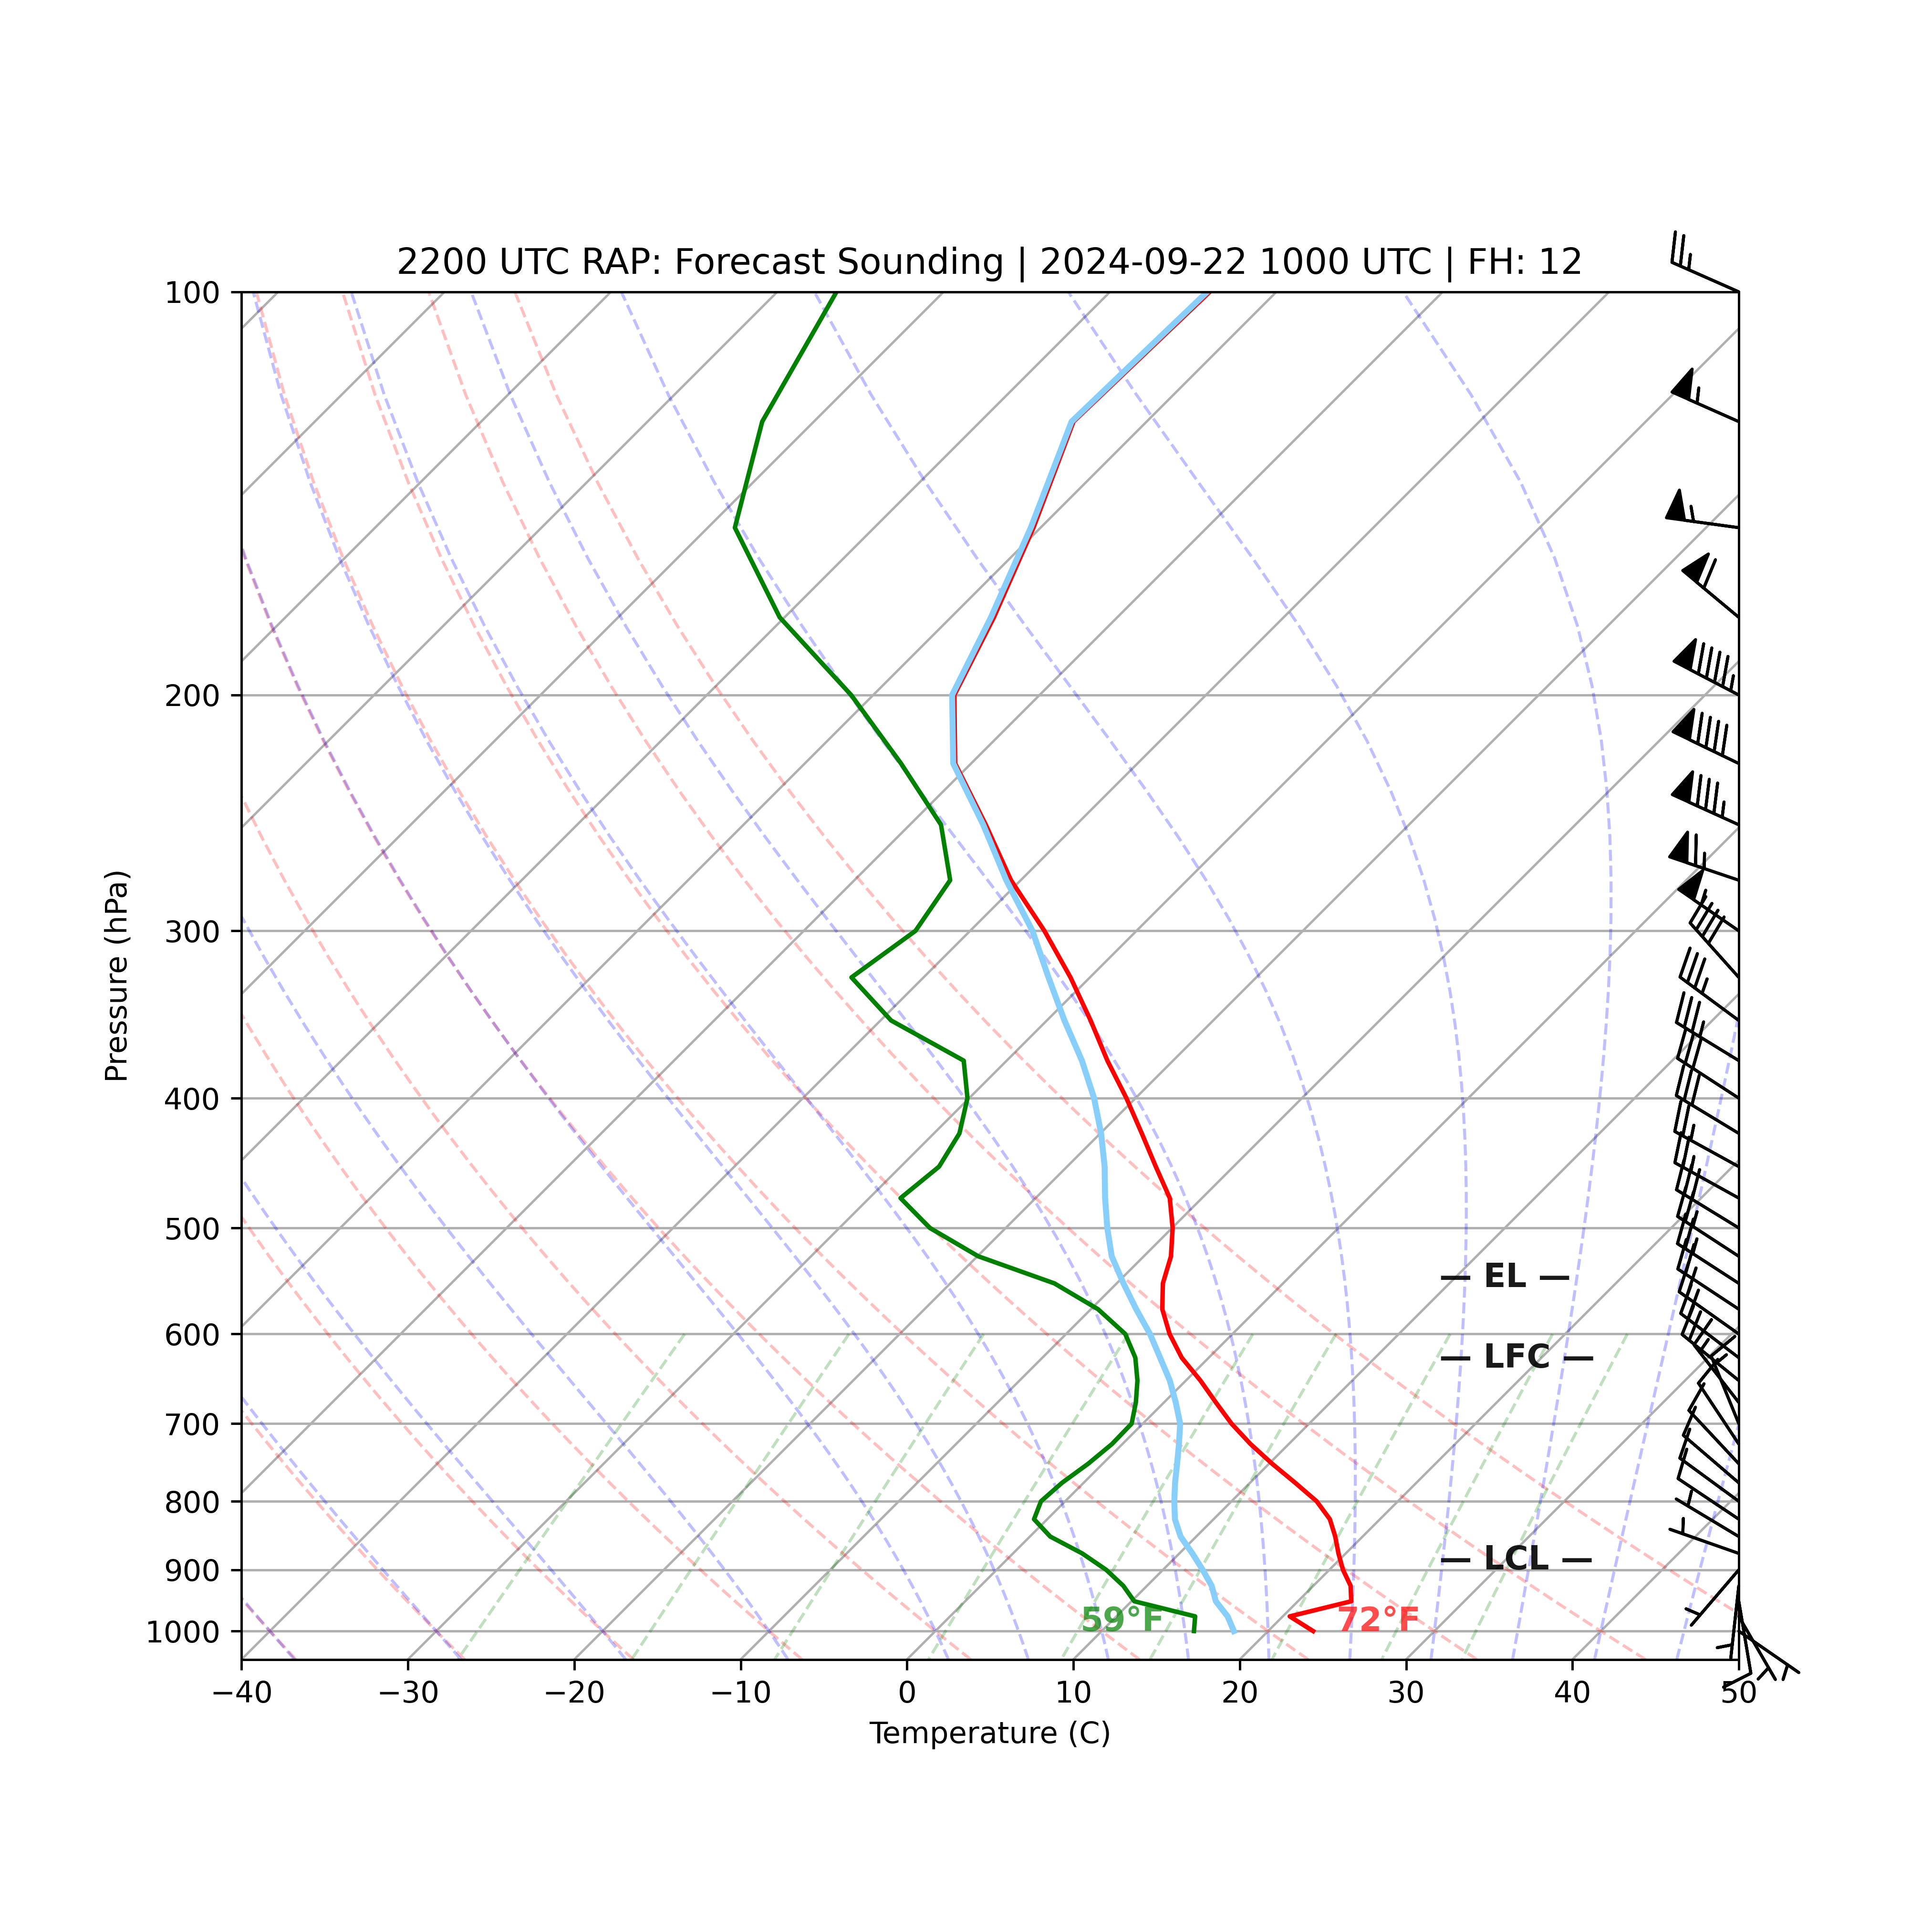 2200 UTC RAP: Forecast Sounding | 2024-09-22 1000 UTC | FH: 12
100
200
300
400
500
600
700
800
900
1000
Pressure (hPa)
— EL —
— LFC —
— LCL —
59°F
72°F
−40 −30 −20 −10 0 10 20 30 40 50
Temperature (C)